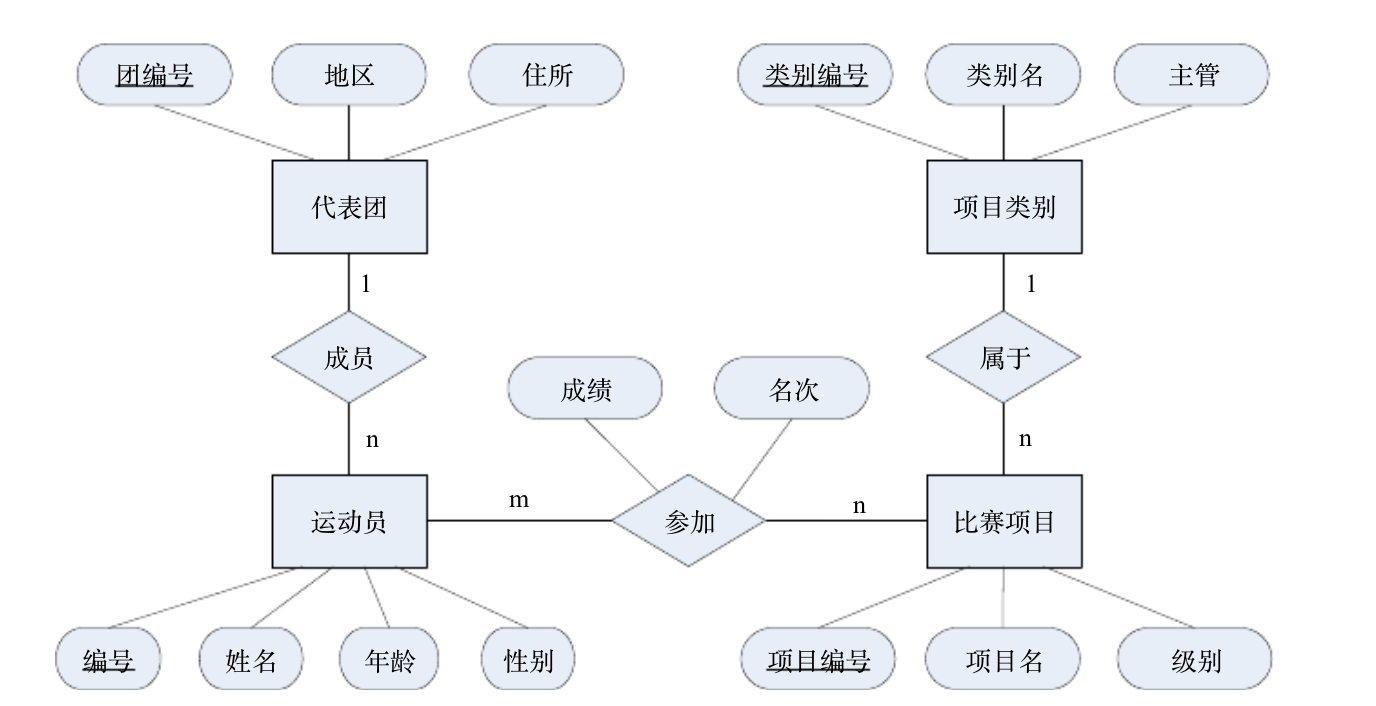 团编号 地区 住所 类别编号 类别名 主管
代表团 项目类别
1 1
成员 属于
成绩 名次
n n
m n
运动员 参加 比赛项目
编号 姓名 年龄 性别 项目编号 项目名 级别